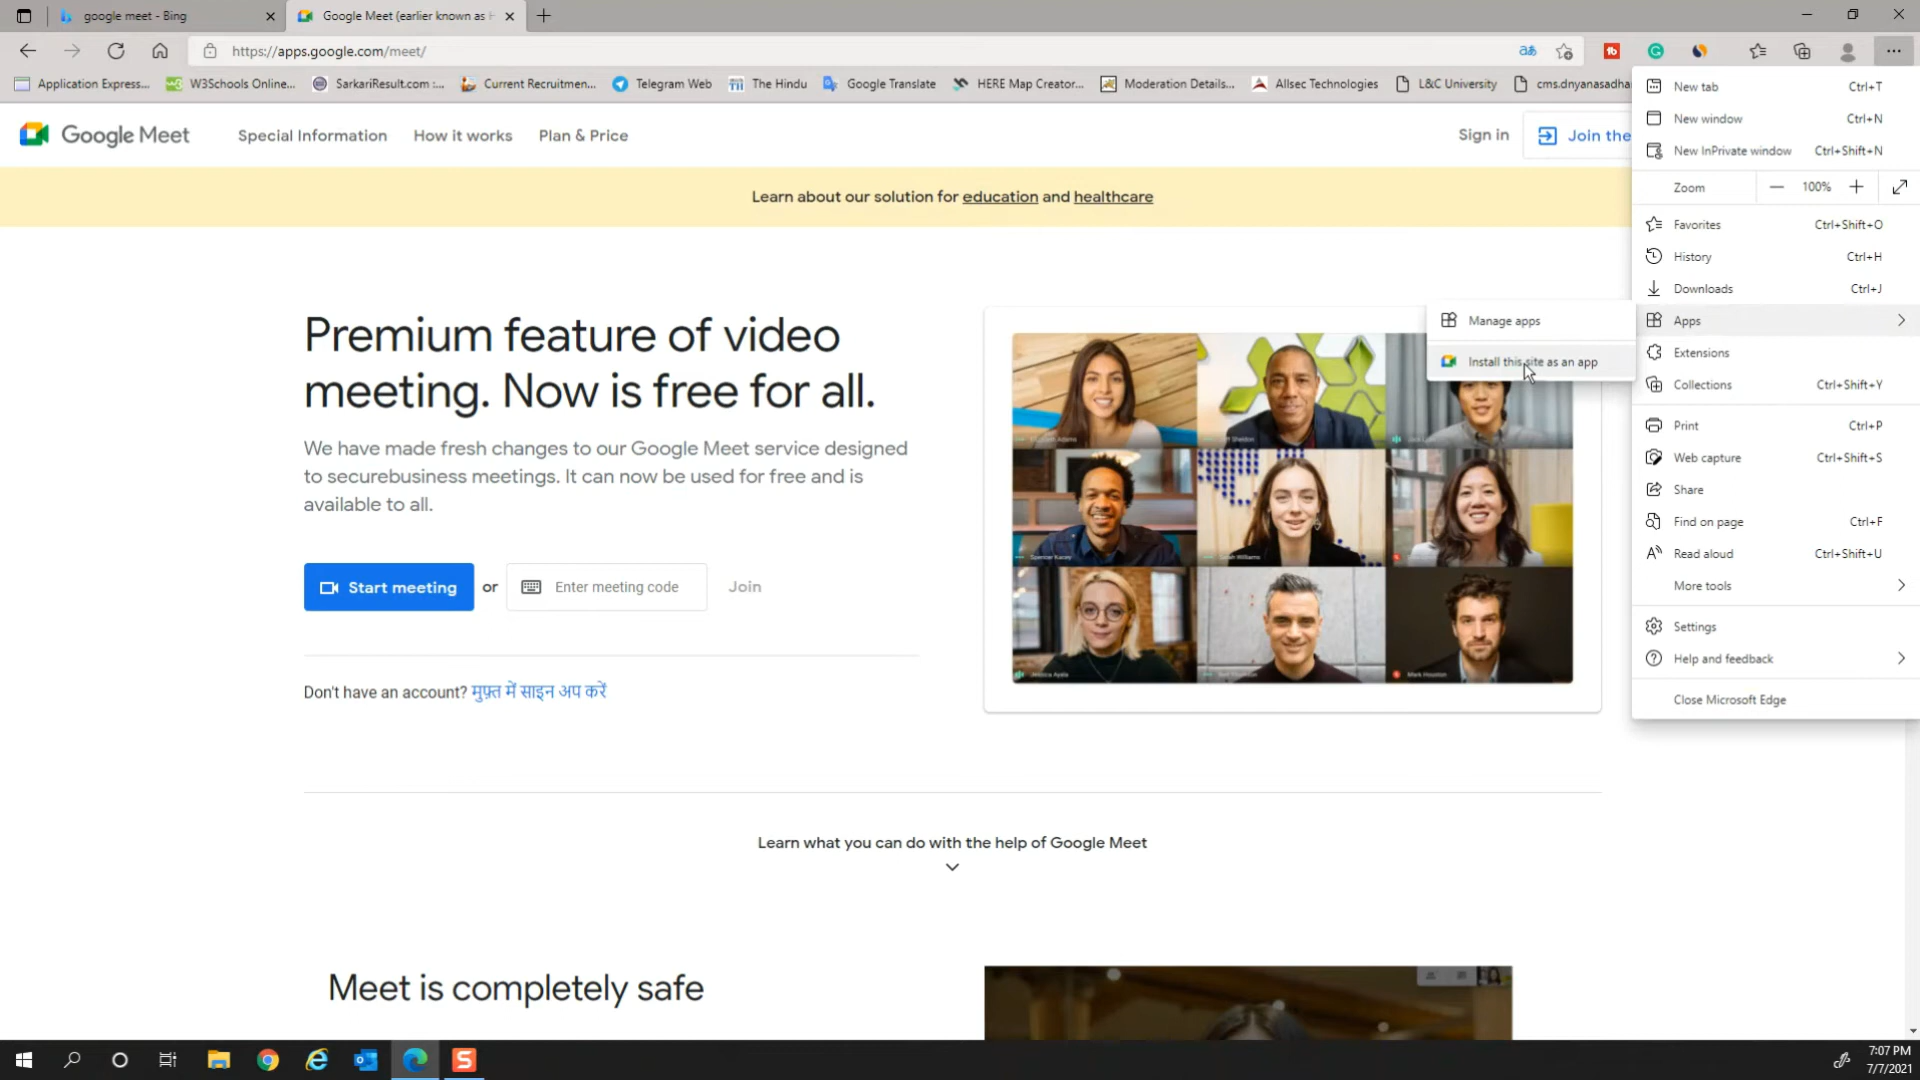 google meet - Bing
Google Meet (earlier known as H
https://apps.google.com/meet/
Application Express...
W3Schools Online...
SarkariResult.com :...
Current Recruitmen...
Telegram Web
The Hindu
Google Translate
HERE Map Creator...
Moderation Details...
Allsec Technologies
L&C University
cms.dnyanasadha
Google Meet
Special Information
How it works
Plan & Price
Sign in
Join the
Learn about our solution for education and healthcare
Premium feature of video
meeting. Now is free for all.
We have made fresh changes to our Google Meet service designed
to securebusiness meetings. It can now be used for free and is
available to all.
Start meeting
or
Enter meeting code
Join
Don't have an account? मुफ़्त में साइन अप करें
Learn what you can do with the help of Google Meet
Meet is completely safe
New tab Ctrl+T
New window Ctrl+N
New InPrivate window Ctrl+Shift+N
Zoom 100%
Favorites Ctrl+Shift+O
History Ctrl+H
Downloads Ctrl+J
Apps
Manage apps
Install this site as an app
Extensions
Collections Ctrl+Shift+Y
Print Ctrl+P
Web capture Ctrl+Shift+S
Share
Find on page Ctrl+F
Read aloud Ctrl+Shift+U
More tools
Settings
Help and feedback
Close Microsoft Edge
Spencer Kacey
Sarah Williams
Jessica Ayala
Mark Houston
7:07 PM
7/7/2021